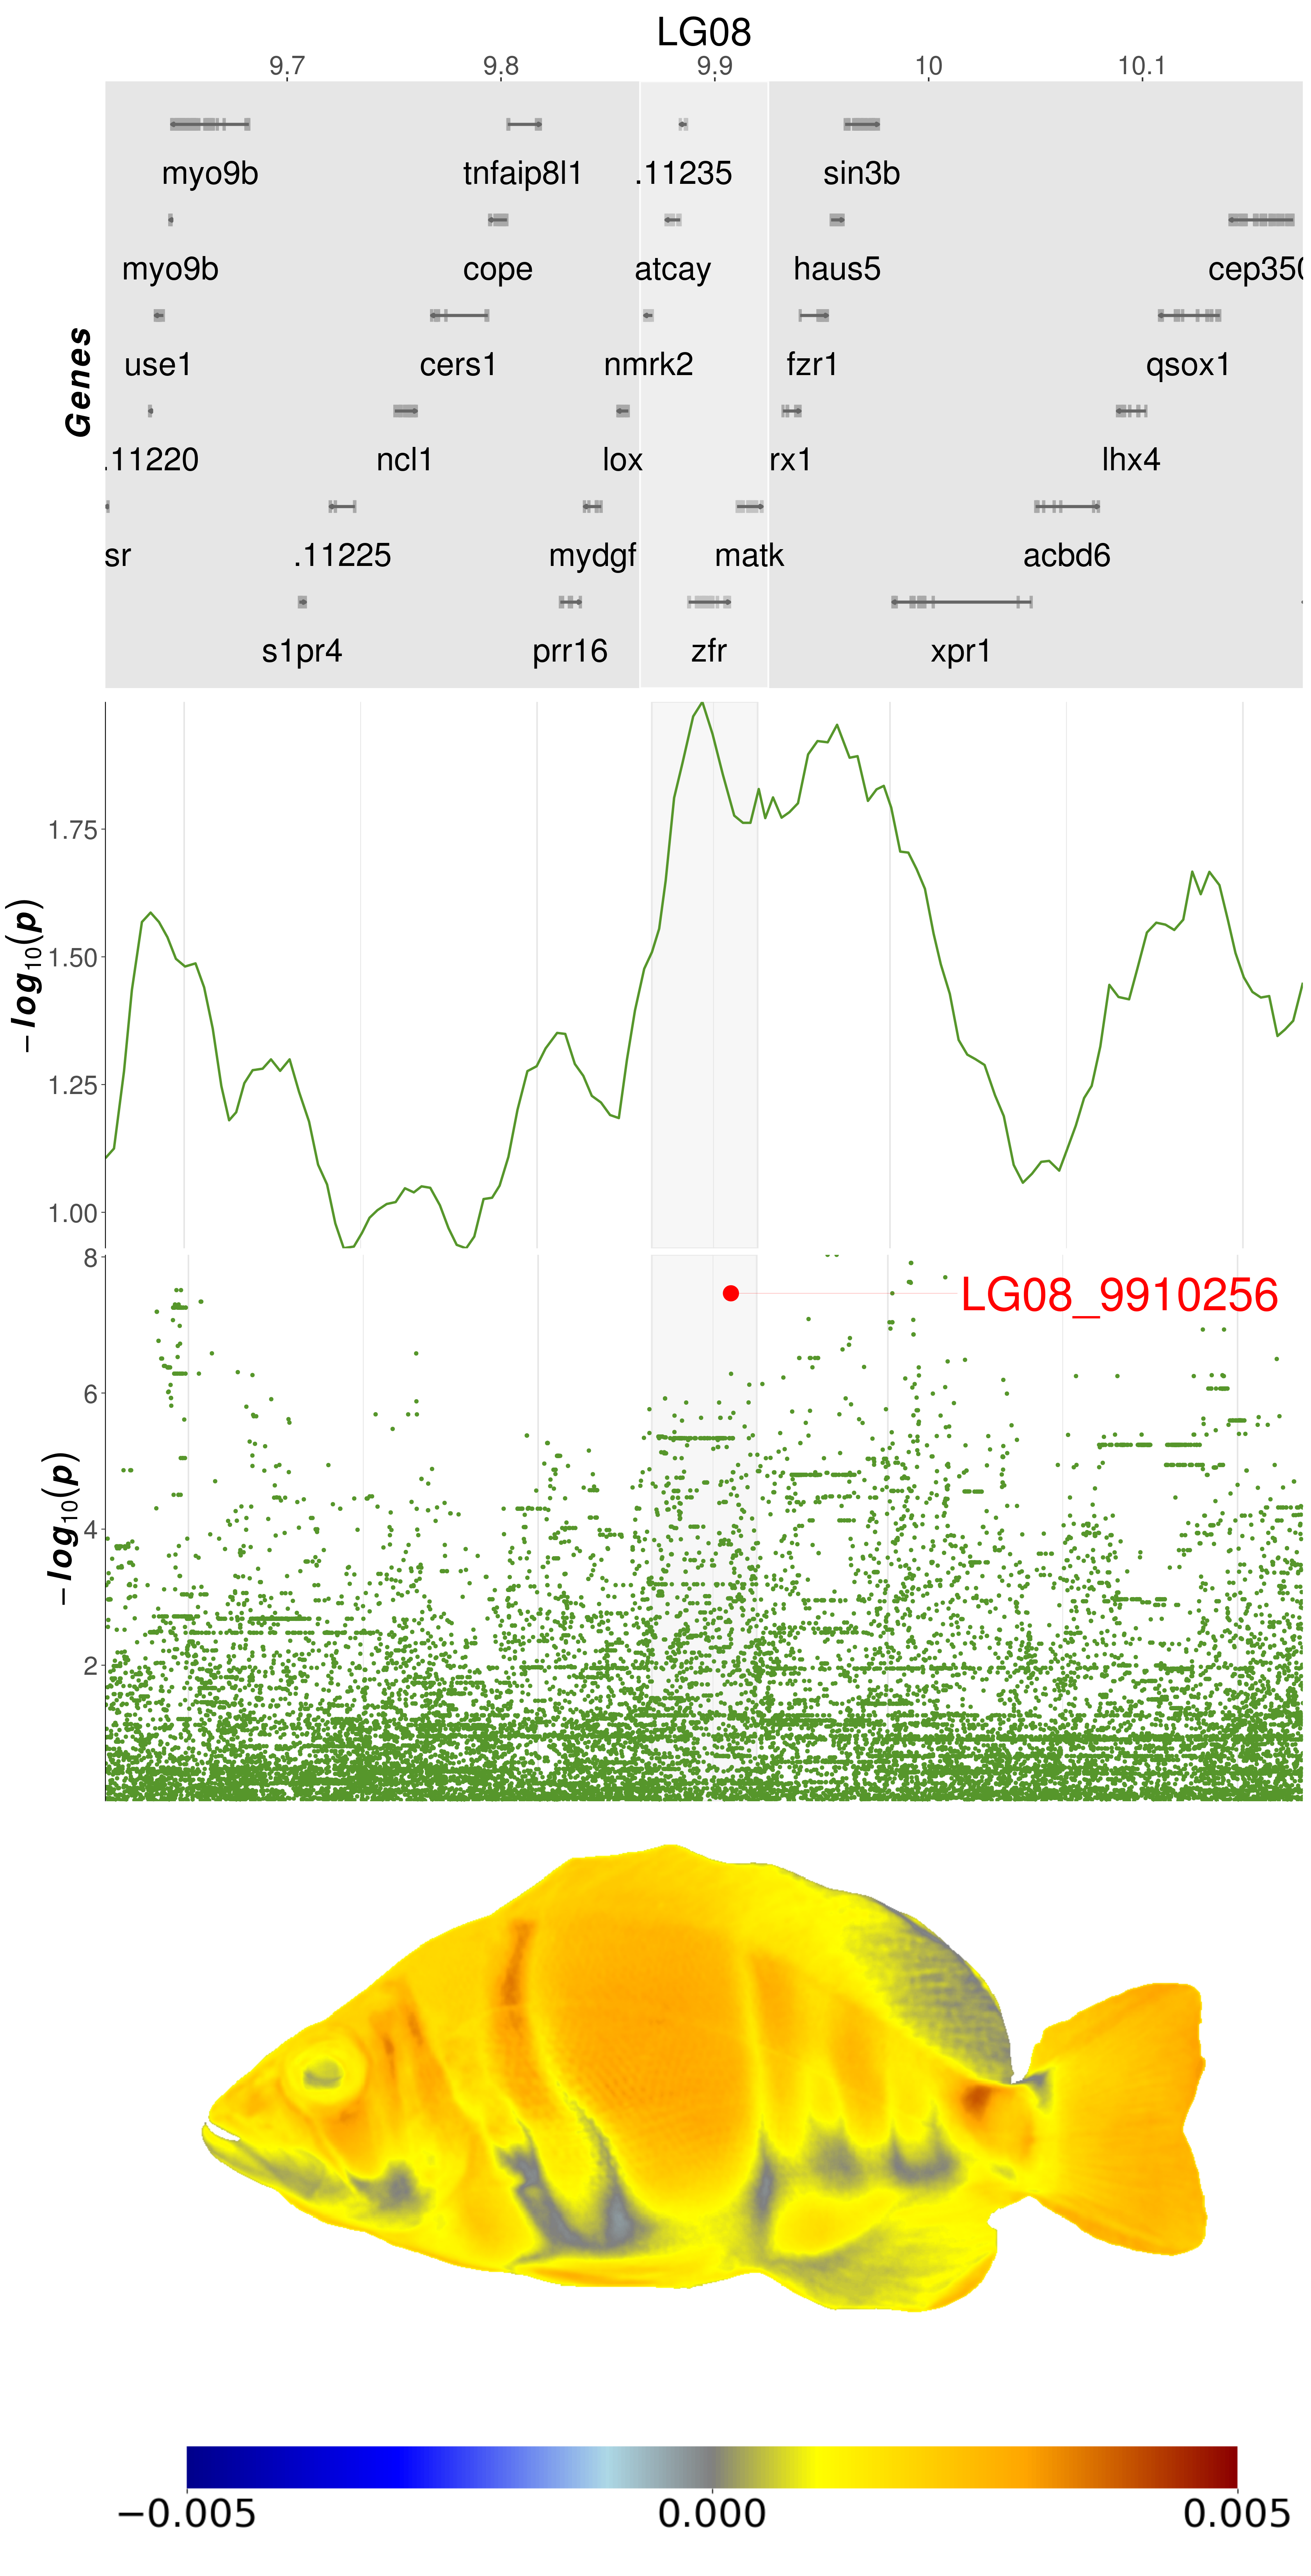 LG08
9.7 9.8 9.9 10 10.1
Genes
myo9b tnfaip8l1 .11235 sin3b
myo9b cope atcay haus5 cep350
use1 cers1 nmrk2 fzr1 qsox1
.11220 ncl1 lox rx1 lhx4
sr .11225 mydgf matk acbd6
s1pr4 prr16 zfr xpr1
−log10(p)
1.75
1.50
1.25
1.00
−log10(p)
8
LG08_9910256
6
4
2
−0.005 0.000 0.005